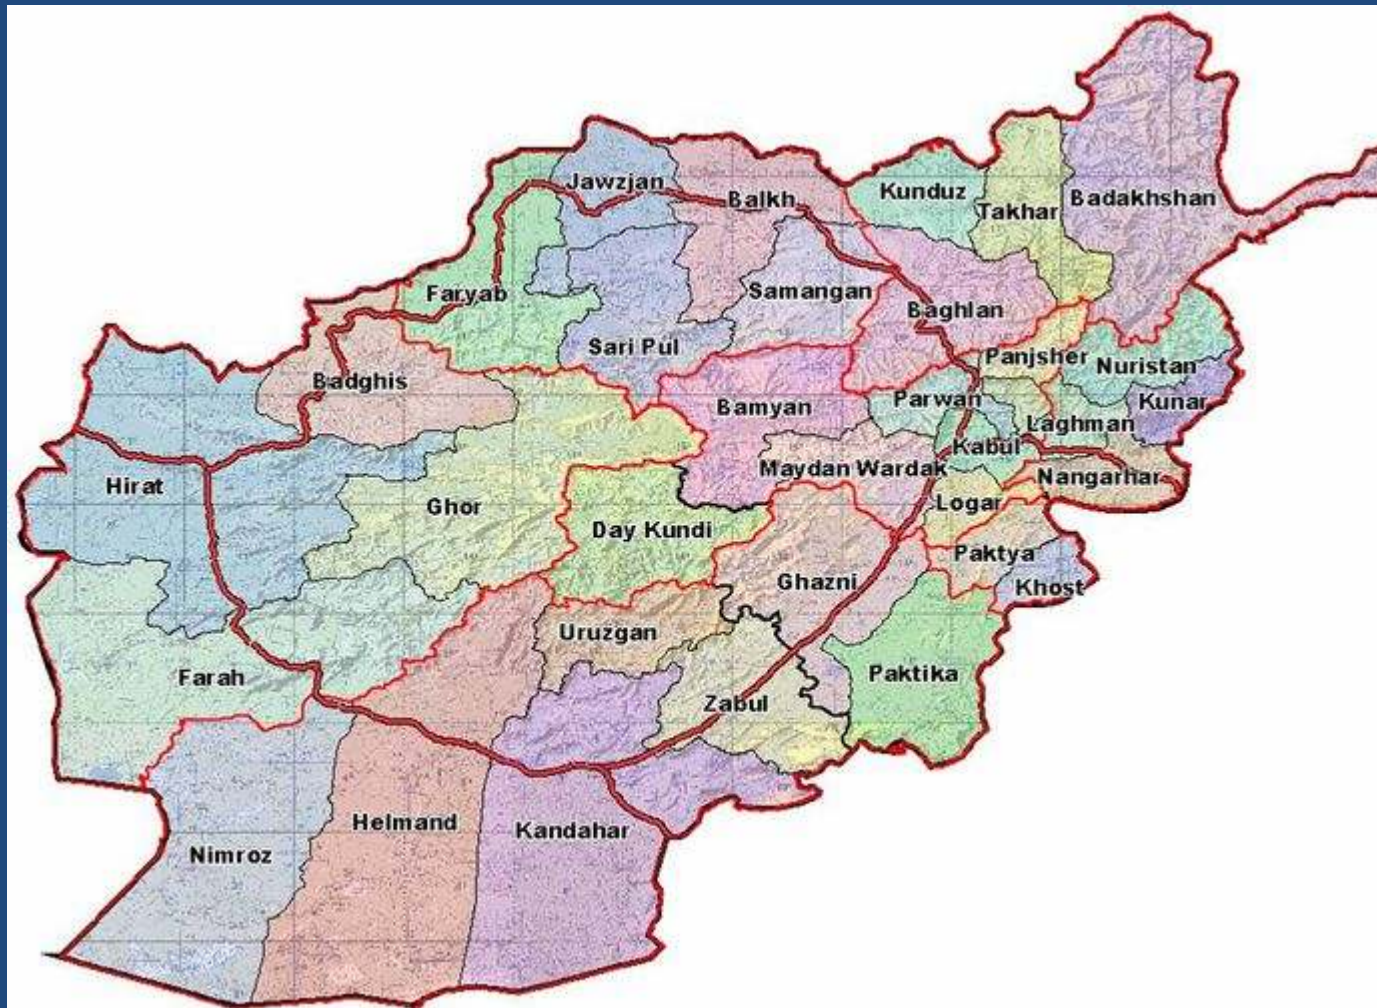 Jawzjan
Balkh
Kunduz
Takhar
Badakhshan
Faryab
Samangan
Baghlan
Sari Pul
Panjsher
Nuristan
Badghis
Bamyan
Parwan
Kunar
Laghman
Kabul
Hirat
Ghor
Maydan Wardak
Nangarhar
Logar
Day Kundi
Paktya
Ghazni
Khost
Uruzgan
Farah
Zabul
Paktika
Helmand
Kandahar
Nimroz